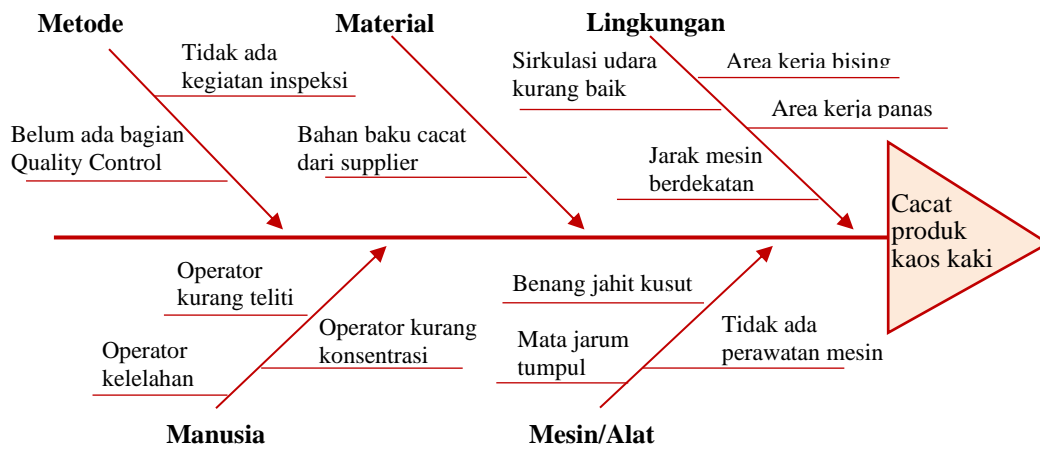 Metode
Material
Lingkungan
Tidak ada
kegiatan inspeksi
Belum ada bagian
Quality Control
Bahan baku cacat
dari supplier
Sirkulasi udara
kurang baik
Area kerja bising
Area kerja panas
Jarak mesin
berdekatan
Cacat
produk
kaos kaki
Operator
kurang teliti
Operator kurang
konsentrasi
Operator
kelelahan
Benang jahit kusut
Mata jarum
tumpul
Tidak ada
perawatan mesin
Manusia
Mesin/Alat